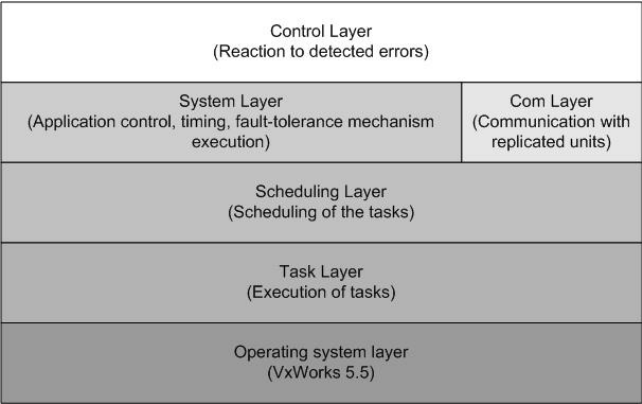 Control Layer
(Reaction to detected errors)
System Layer
(Application control, timing, fault-tolerance mechanism
execution)
Com Layer
(Communication with
replicated units)
Scheduling Layer
(Scheduling of the tasks)
Task Layer
(Execution of tasks)
Operating system layer
(VxWorks 5.5)